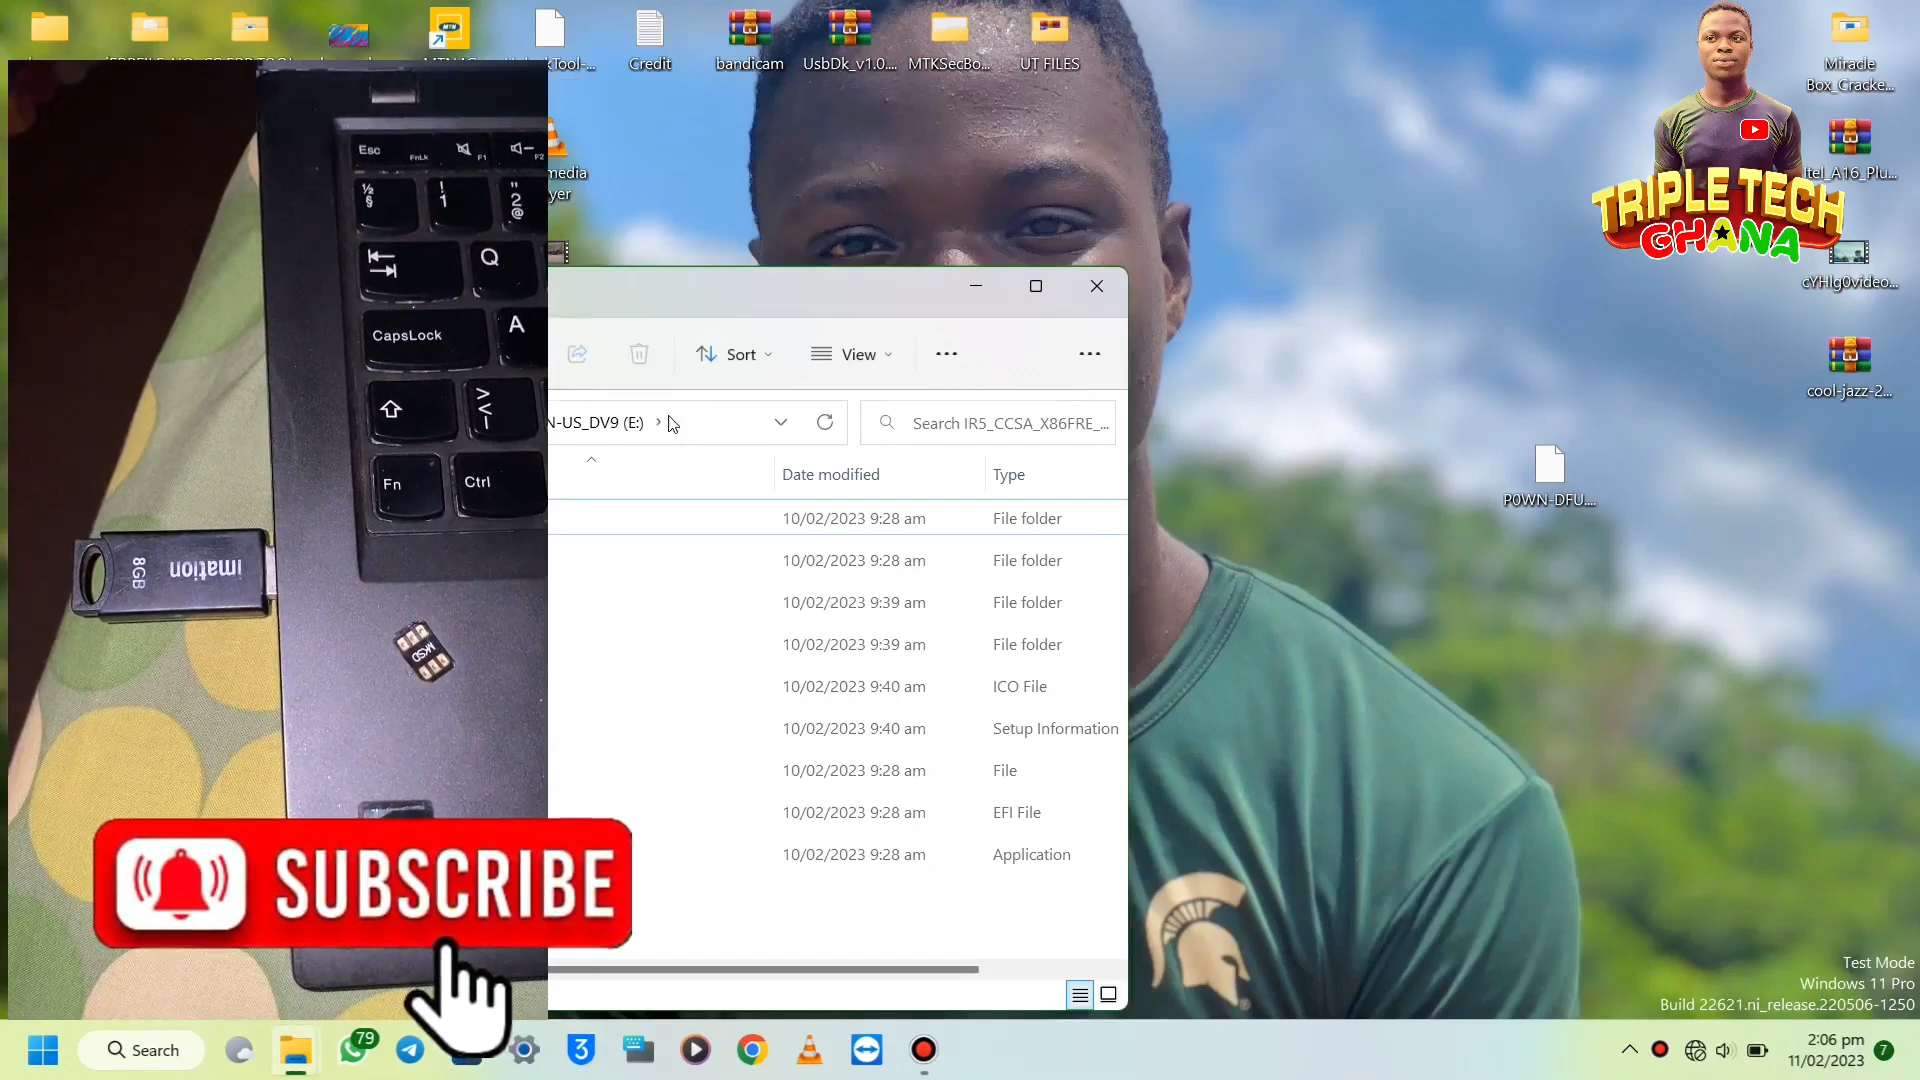 Credit
bandicam
UsbDk_v1.0....
MTKSecBo...
UT FILES
Miracle
Box_Cracke...
Itel_A16_Plu...
cYHlg0video...
cool-jazz-2...
P0WN-DFU....
TRIPLE TECH
GHANA
Esc
FnLk
F1
F2
½
§
!
1
"
2
@
Q
CapsLock
A
>
<
Fn
Ctrl
imation
8GB
MKSD
media
yer
Sort
View
N-US_DV9 (E:)
Search IR5_CCSA_X86FRE_...
Date modified
Type
10/02/2023 9:28 am File folder
10/02/2023 9:28 am File folder
10/02/2023 9:39 am File folder
10/02/2023 9:39 am File folder
10/02/2023 9:40 am ICO File
10/02/2023 9:40 am Setup Information
10/02/2023 9:28 am File
10/02/2023 9:28 am EFI File
10/02/2023 9:28 am Application
SUBSCRIBE
Test Mode
Windows 11 Pro
Build 22621.ni_release.220506-1250
Search
79
2:06 pm
11/02/2023
7